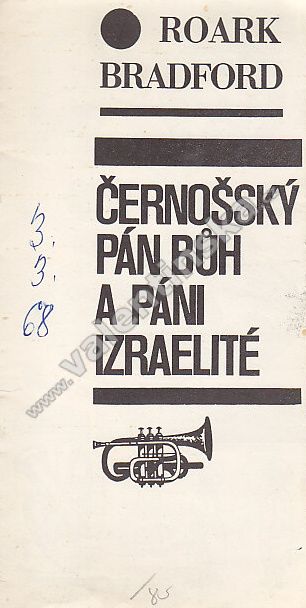 ROARK
BRADFORD
ČERNOŠSKÝ
PÁN BŮH
A PÁNI
IZRAELITÉ
3.
3.
68
www.valentinska.cz
/85